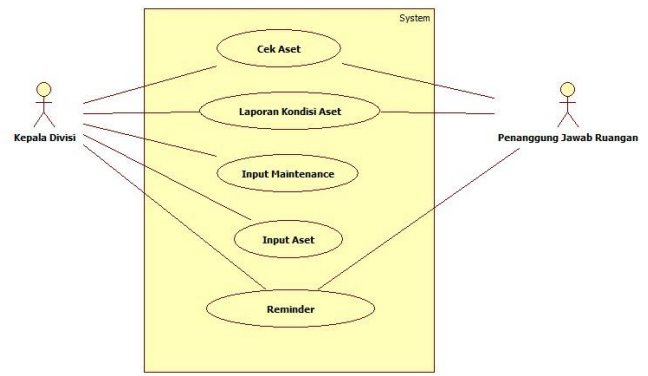 System
Cek Aset
Laporan Kondisi Aset
Kepala Divisi
Penanggung Jawab Ruangan
Input Maintenance
Input Aset
Reminder